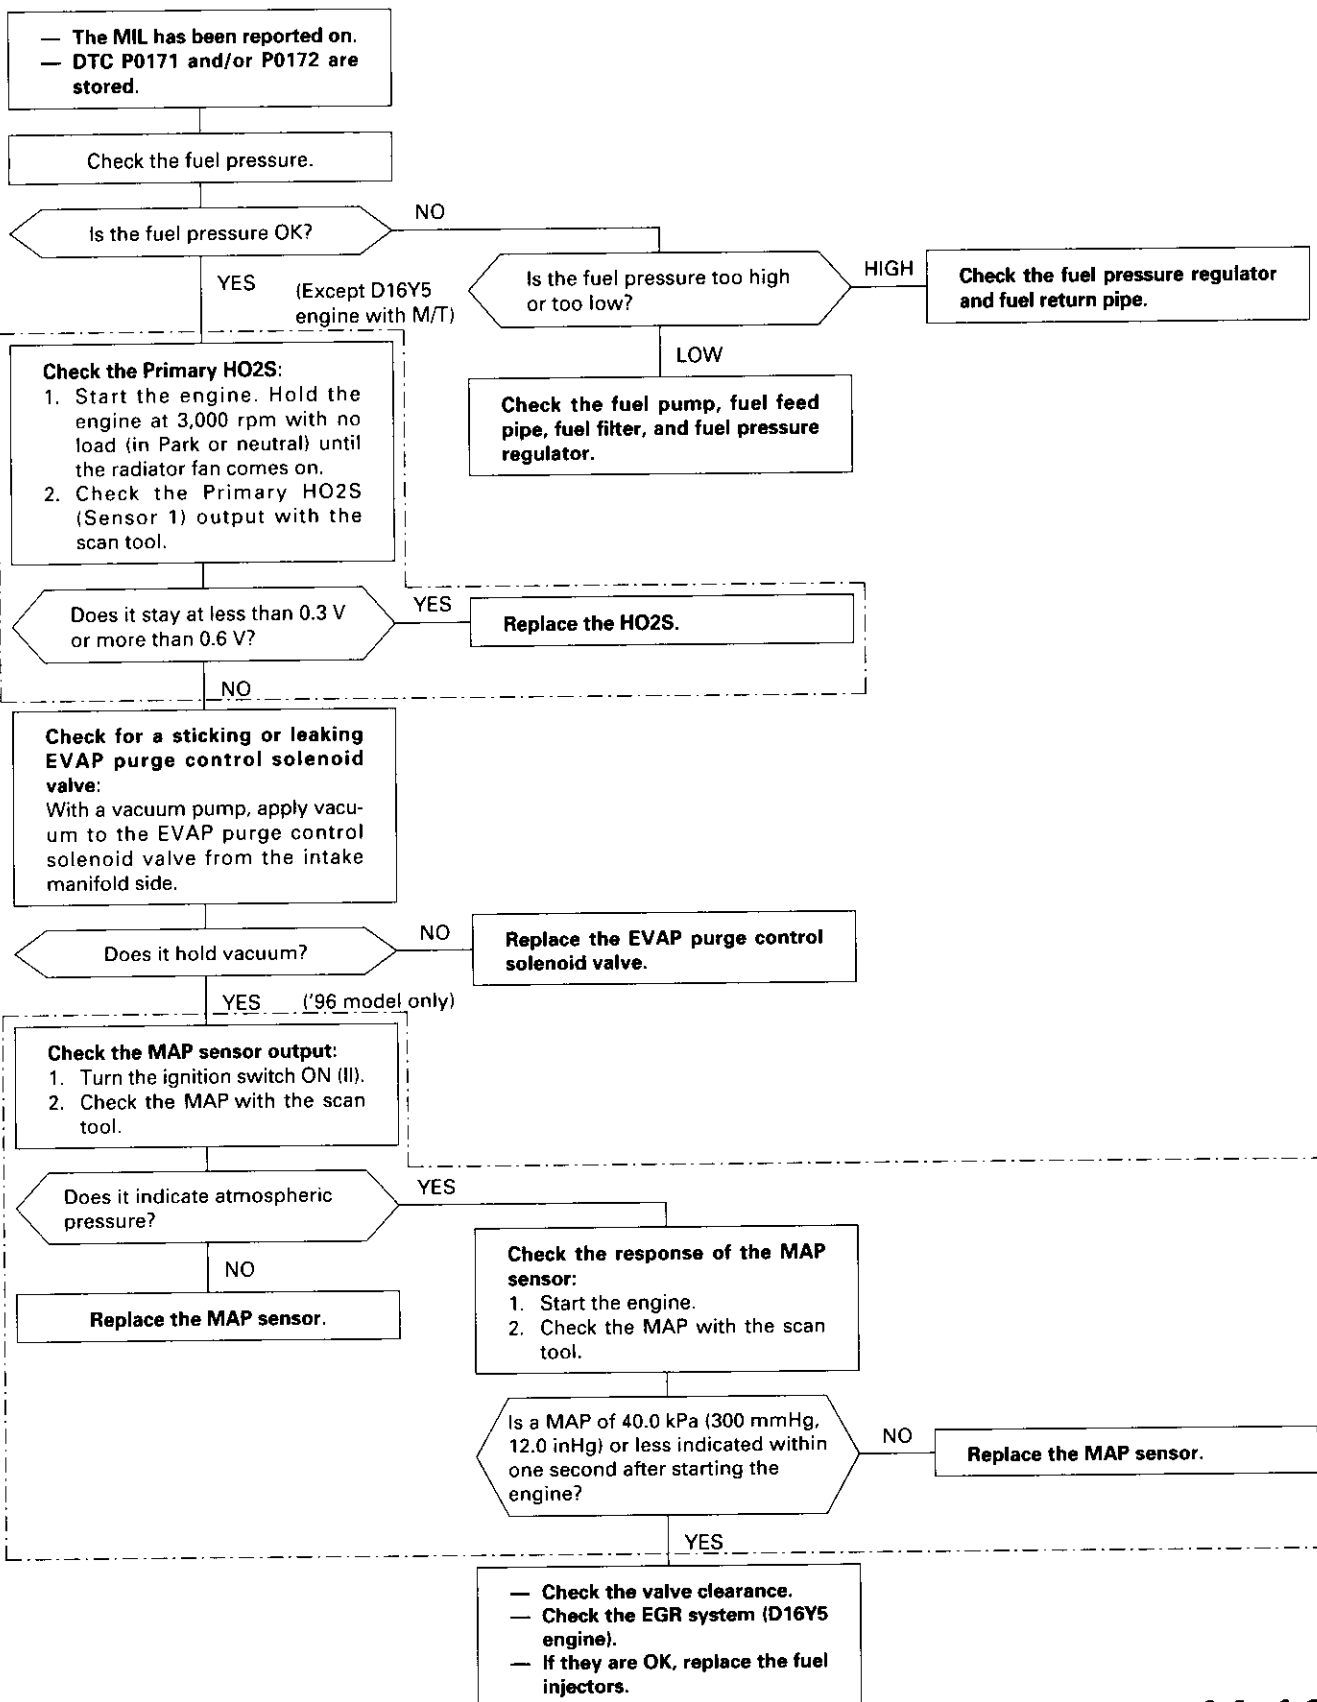 — The MIL has been reported on.
— DTC P0171 and/or P0172 are
stored.
Check the fuel pressure.
Is the fuel pressure OK?
NO
YES
(Except D16Y5
engine with M/T)
Is the fuel pressure too high
or too low?
HIGH
Check the fuel pressure regulator
and fuel return pipe.
LOW
Check the fuel pump, fuel feed
pipe, fuel filter, and fuel pressure
regulator.
Check the Primary HO2S:
1. Start the engine. Hold the
engine at 3,000 rpm with no
load (in Park or neutral) until
the radiator fan comes on.
2. Check the Primary HO2S
(Sensor 1) output with the
scan tool.
Does it stay at less than 0.3 V
or more than 0.6 V?
YES
Replace the HO2S.
NO
Check for a sticking or leaking
EVAP purge control solenoid
valve:
With a vacuum pump, apply vacu-
um to the EVAP purge control
solenoid valve from the intake
manifold side.
Does it hold vacuum?
NO
Replace the EVAP purge control
solenoid valve.
YES
('96 model only)
Check the MAP sensor output:
1. Turn the ignition switch ON (II).
2. Check the MAP with the scan
tool.
Does it indicate atmospheric
pressure?
YES
NO
Replace the MAP sensor.
Check the response of the MAP
sensor:
1. Start the engine.
2. Check the MAP with the scan
tool.
Is a MAP of 40.0 kPa (300 mmHg,
12.0 inHg) or less indicated within
one second after starting the
engine?
NO
Replace the MAP sensor.
YES
— Check the valve clearance.
— Check the EGR system (D16Y5
engine).
— If they are OK, replace the fuel
injectors.